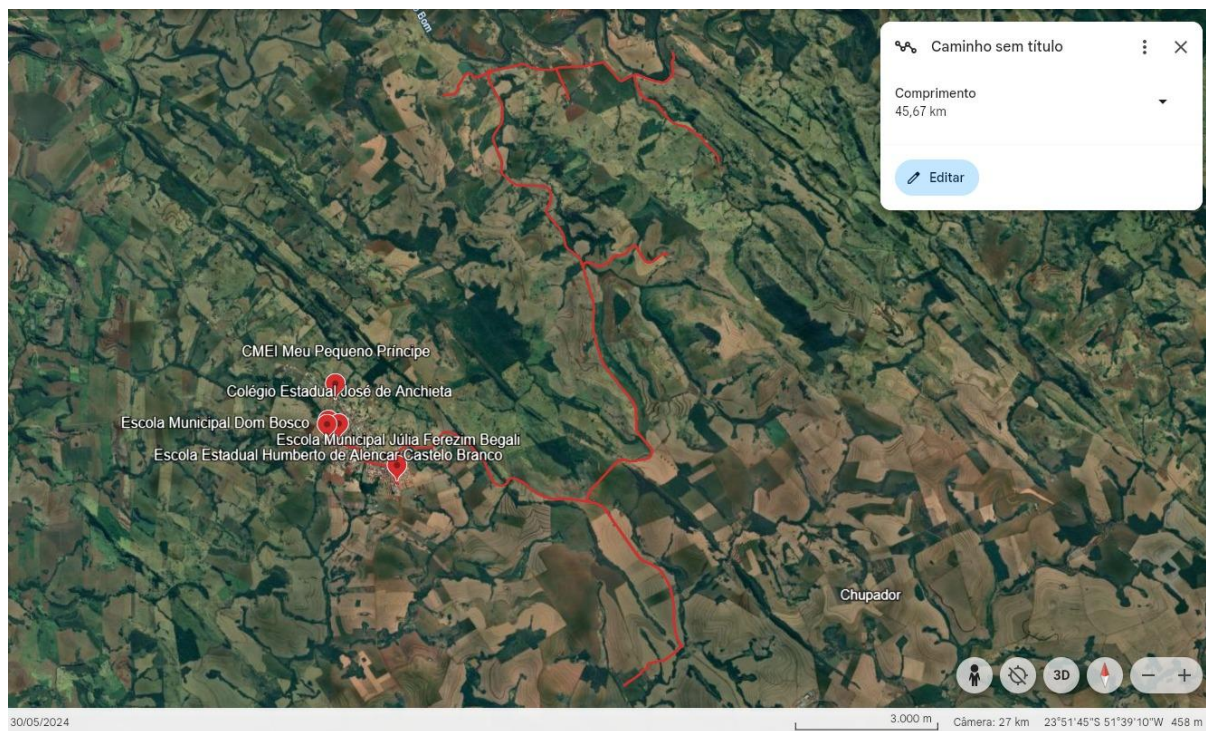 o Bom
Caminho sem título
Comprimento
45,67 km
Editar
CMEI Meu Pequeno Príncipe
Colégio Estadual José de Anchieta
Escola Municipal Dom Bosco
Escola Municipal Júlia Ferezim Begali
Escola Estadual Humberto de Alencar Castelo Branco
Chupador
3D
30/05/2024
3.000 m
Câmera: 27 km
23°51'45"S 51°39'10"W
458 m